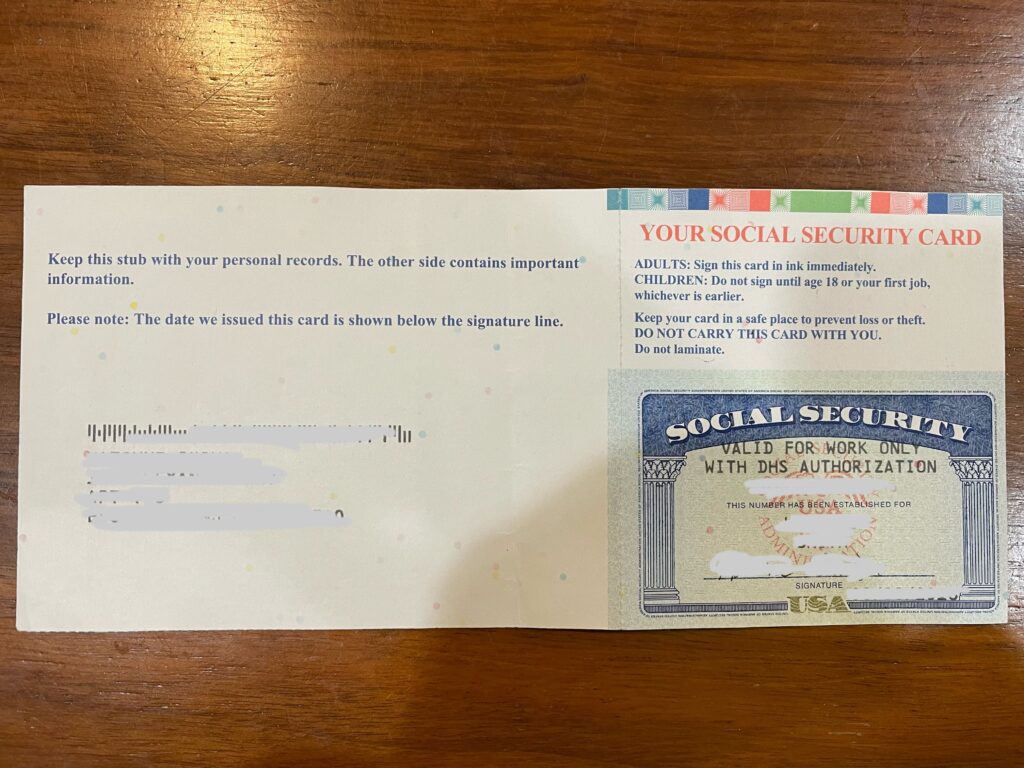 Keep this stub with your personal records. The other side contains important
information.
Please note: The date we issued this card is shown below the signature line.
YOUR SOCIAL SECURITY CARD
ADULTS: Sign this card in ink immediately.
CHILDREN: Do not sign until age 18 or your first job,
whichever is earlier.
Keep your card in a safe place to prevent loss or theft.
DO NOT CARRY THIS CARD WITH YOU.
Do not laminate.
SOCIAL SECURITY
VALID FOR WORK ONLY
WITH DHS AUTHORIZATION
THIS NUMBER HAS BEEN ESTABLISHED FOR
USA
ADMINISTRATION
SIGNATURE
USA